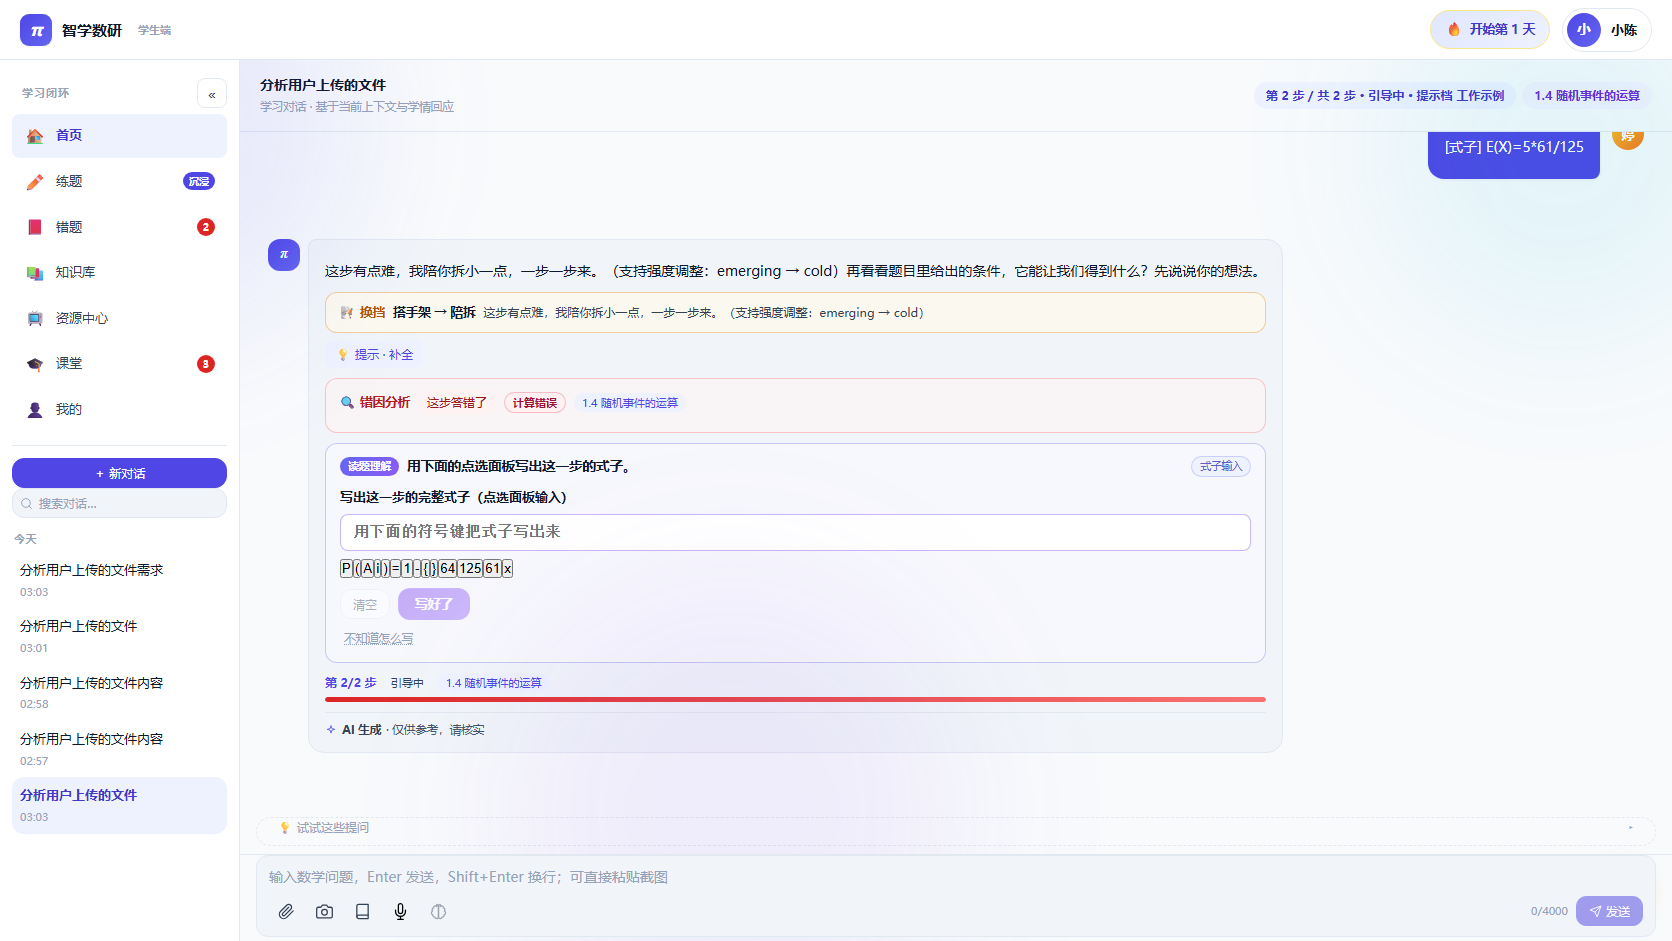 π 智学数研 学生端
开始第 1 天
小 小陈
学习闭环 «
首页
练题 沉浸
错题 2
知识库
资源中心
课堂 3
我的
+ 新对话
搜索对话...
今天
分析用户上传的文件需求
03:03
分析用户上传的文件
03:01
分析用户上传的文件内容
02:58
分析用户上传的文件内容
02:57
分析用户上传的文件
03:03
分析用户上传的文件
学习对话 · 基于当前上下文与学情回应
第 2 步 / 共 2 步 • 引导中 • 提示档 工作示例
1.4 随机事件的运算
[式子] E(X)=5*61/125
婷
π
这步有点难，我陪你拆小一点，一步一步来。（支持强度调整：emerging → cold）再看看题目里给出的条件，它能让我们得到什么？先说说你的想法。
换挡 搭手架 → 陪拆 这步有点难，我陪你拆小一点，一步一步来。（支持强度调整：emerging → cold）
提示 · 补全
错因分析 这步答错了 计算错误 1.4 随机事件的运算
读题理解 用下面的点选面板写出这一步的式子。 式子输入
写出这一步的完整式子（点选面板输入）
用下面的符号键把式子写出来
P ( A i ) = 1 - { } 64 125 61 x
清空 写好了
不知道怎么写
第 2/2 步 引导中 1.4 随机事件的运算
AI 生成 · 仅供参考，请核实
试试这些提问
输入数学问题，Enter 发送，Shift+Enter 换行；可直接粘贴截图
0/4000 发送